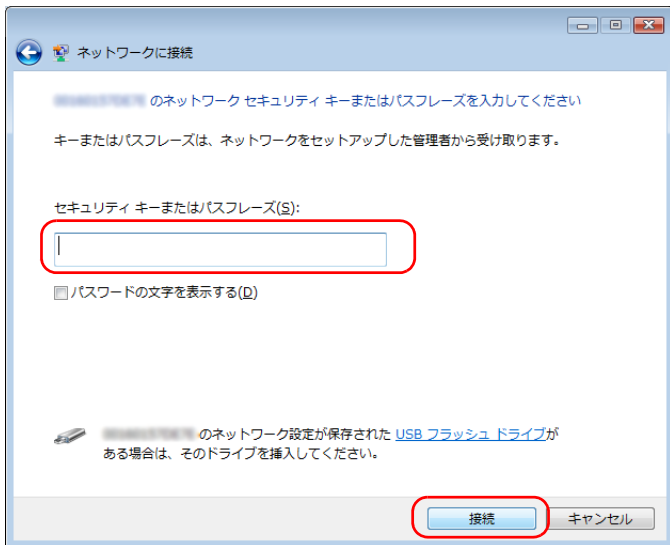 ネットワークに接続
のネットワーク セキュリティ キーまたはパスフレーズを入力してください
キーまたはパスフレーズは、ネットワークをセットアップした管理者から受け取ります。
セキュリティ キーまたはパスフレーズ(S):
パスワードの文字を表示する(D)
のネットワーク設定が保存された USB フラッシュ ドライブが
ある場合は、そのドライブを挿入してください。
接続
キャンセル